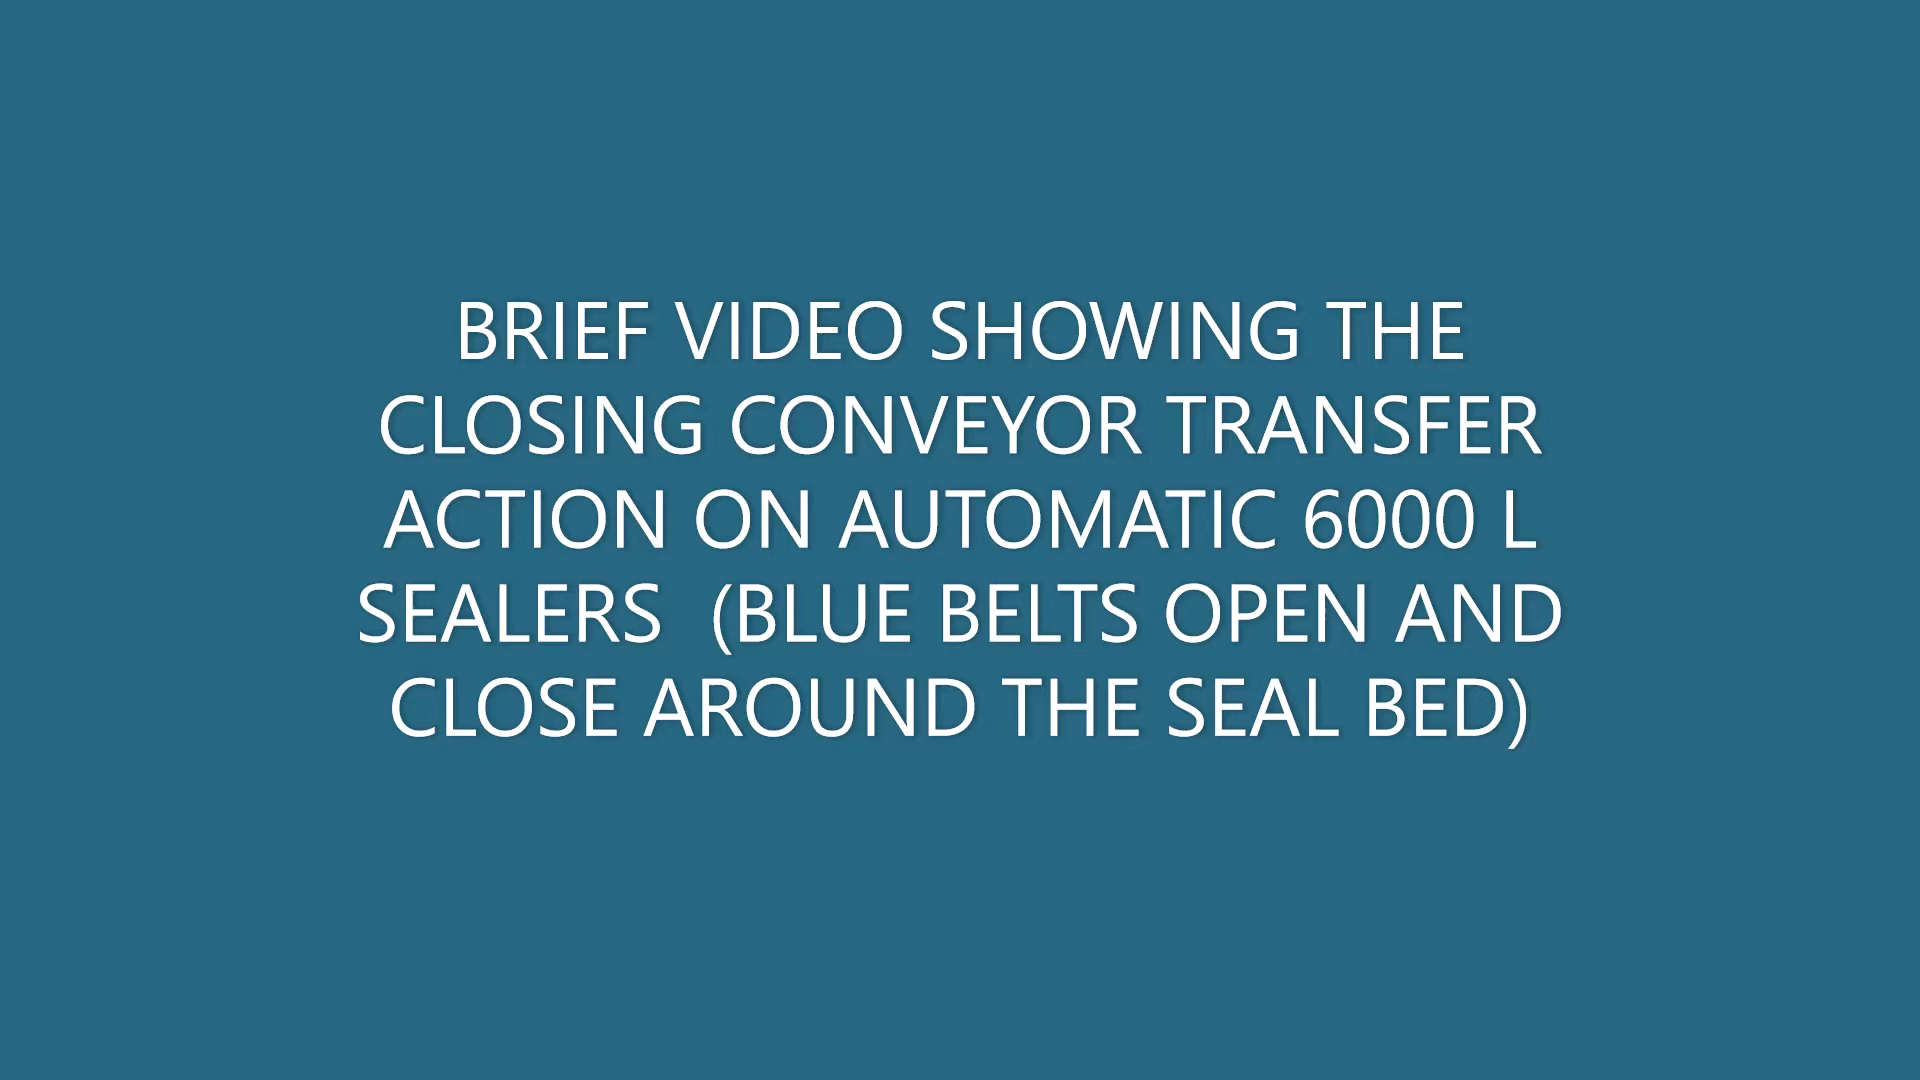 BRIEF VIDEO SHOWING THE
CLOSING CONVEYOR TRANSFER
ACTION ON AUTOMATIC 6000 L
SEALERS  (BLUE BELTS OPEN AND
CLOSE AROUND THE SEAL BED)